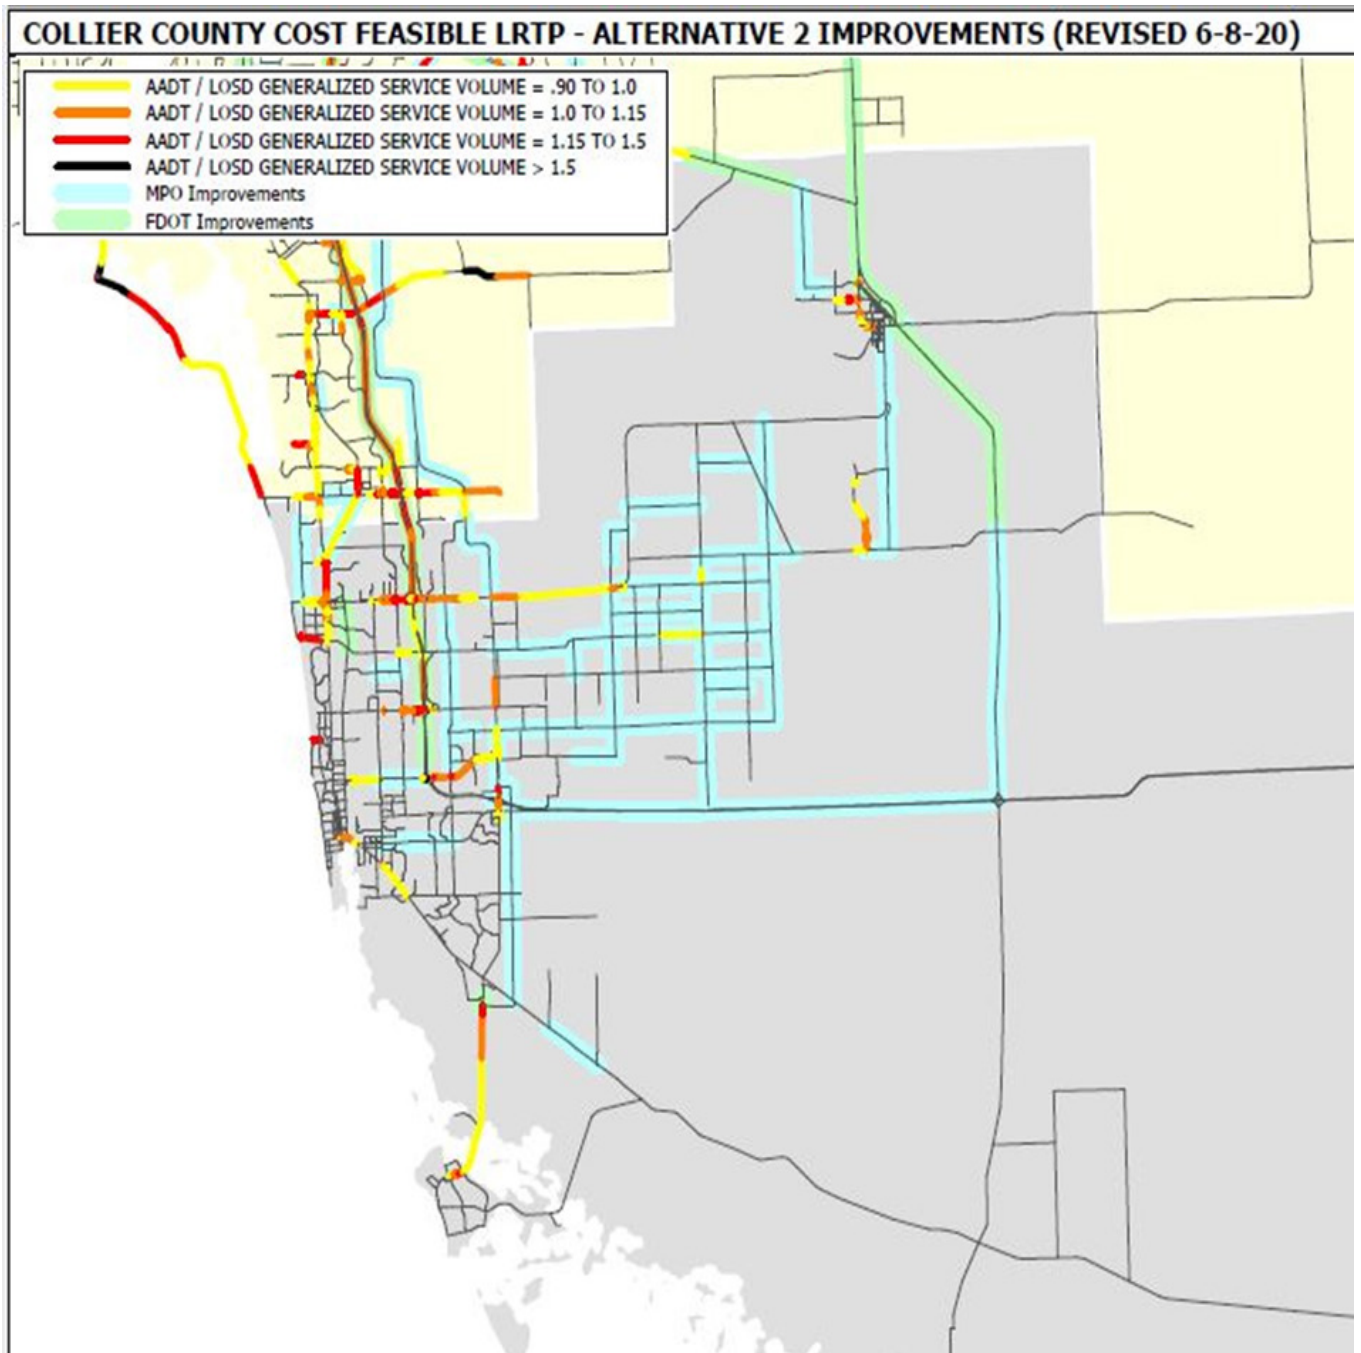 COLLIER COUNTY COST FEASIBLE LRTP - ALTERNATIVE 2 IMPROVEMENTS (REVISED 6-8-20)
AADT / LOSD GENERALIZED SERVICE VOLUME = .90 TO 1.0
AADT / LOSD GENERALIZED SERVICE VOLUME = 1.0 TO 1.15
AADT / LOSD GENERALIZED SERVICE VOLUME = 1.15 TO 1.5
AADT / LOSD GENERALIZED SERVICE VOLUME > 1.5
MPO Improvements
FDOT Improvements